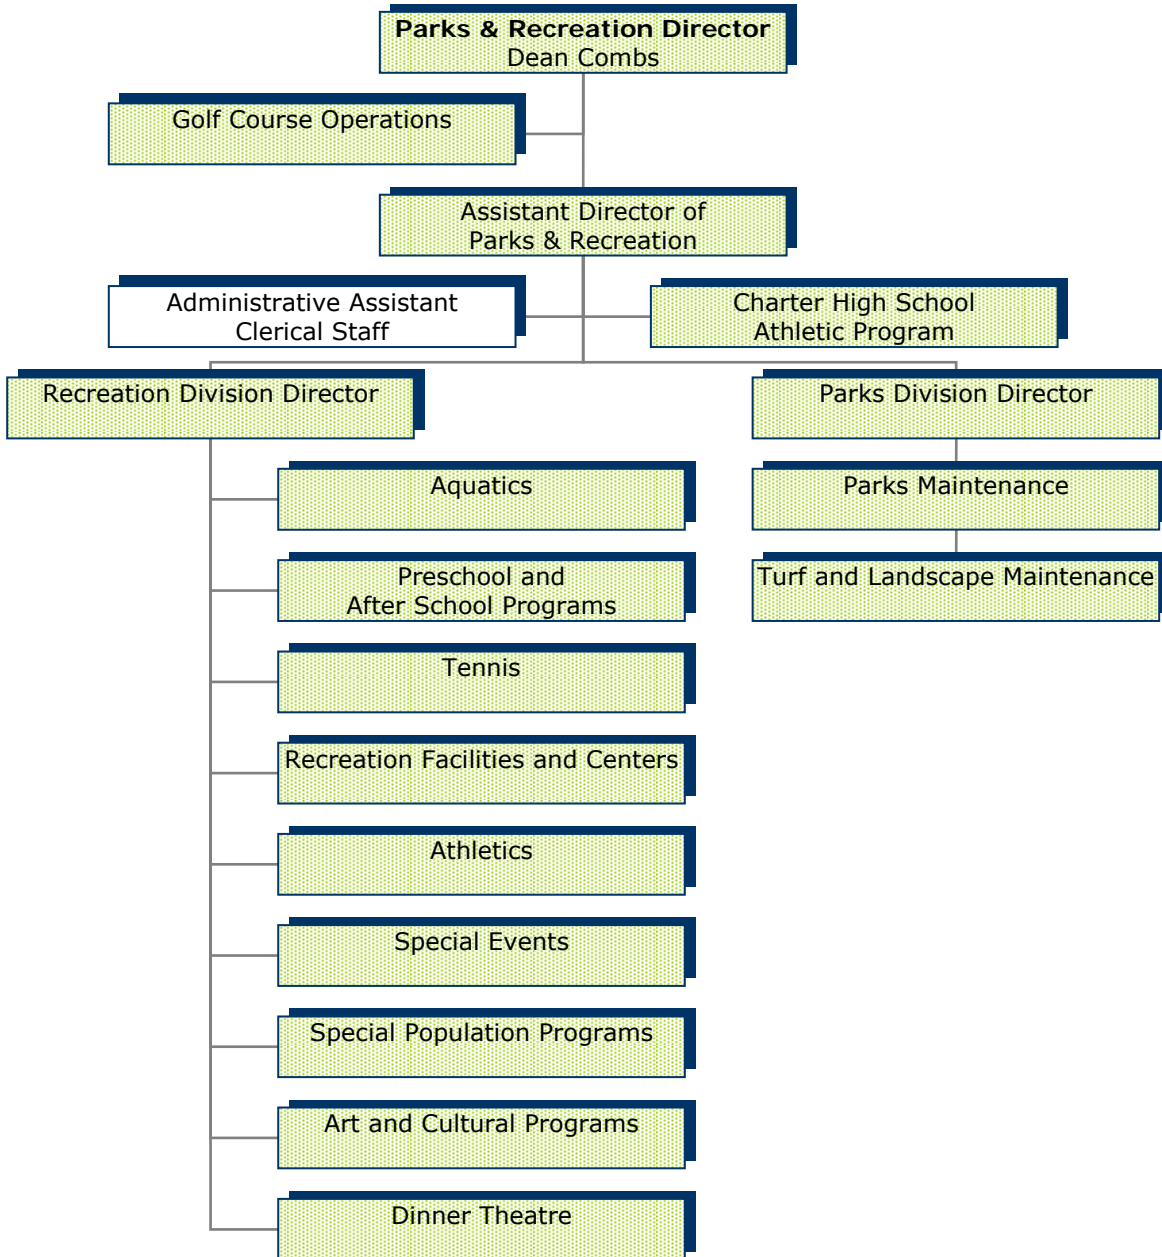 Parks & Recreation Director
Dean Combs
Golf Course Operations
Assistant Director of
Parks & Recreation
Administrative Assistant
Clerical Staff
Charter High School
Athletic Program
Recreation Division Director
Parks Division Director
Aquatics
Parks Maintenance
Preschool and
After School Programs
Turf and Landscape Maintenance
Tennis
Recreation Facilities and Centers
Athletics
Special Events
Special Population Programs
Art and Cultural Programs
Dinner Theatre